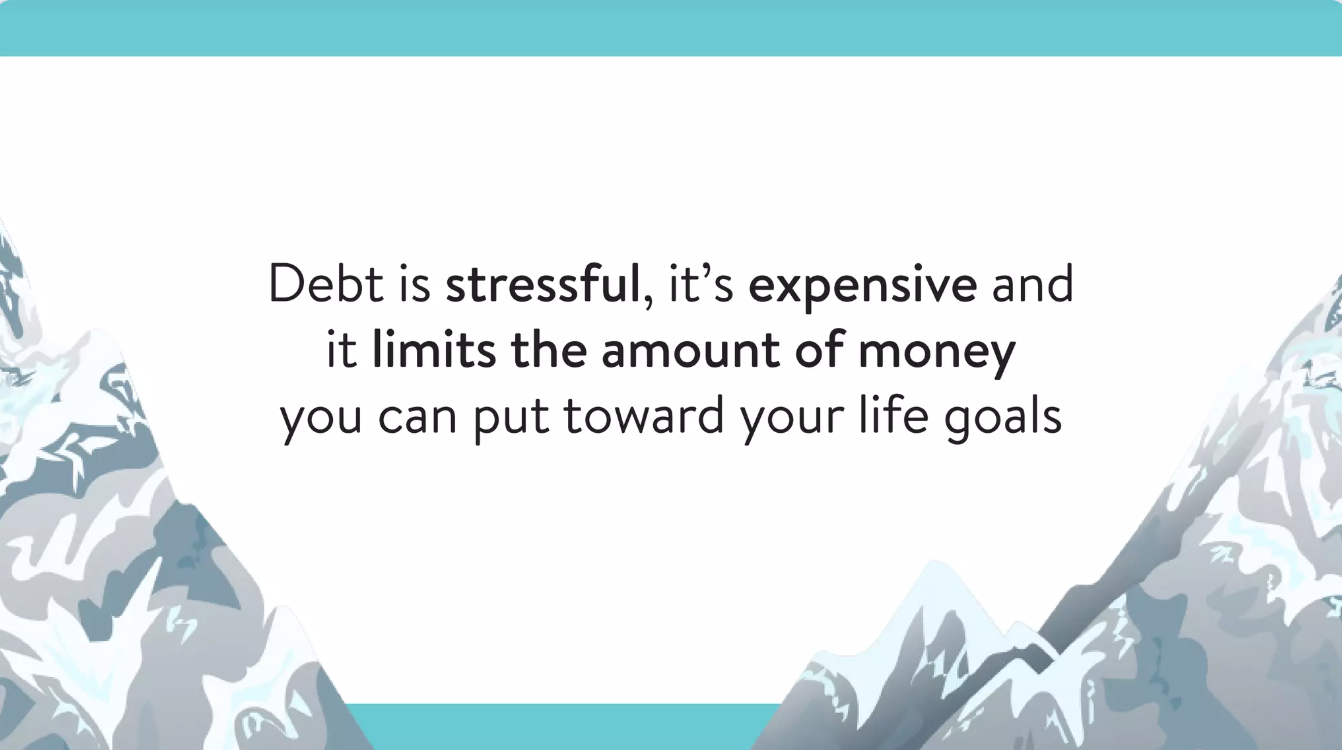 Debt is stressful, it’s expensive and
it limits the amount of money
you can put toward your life goals